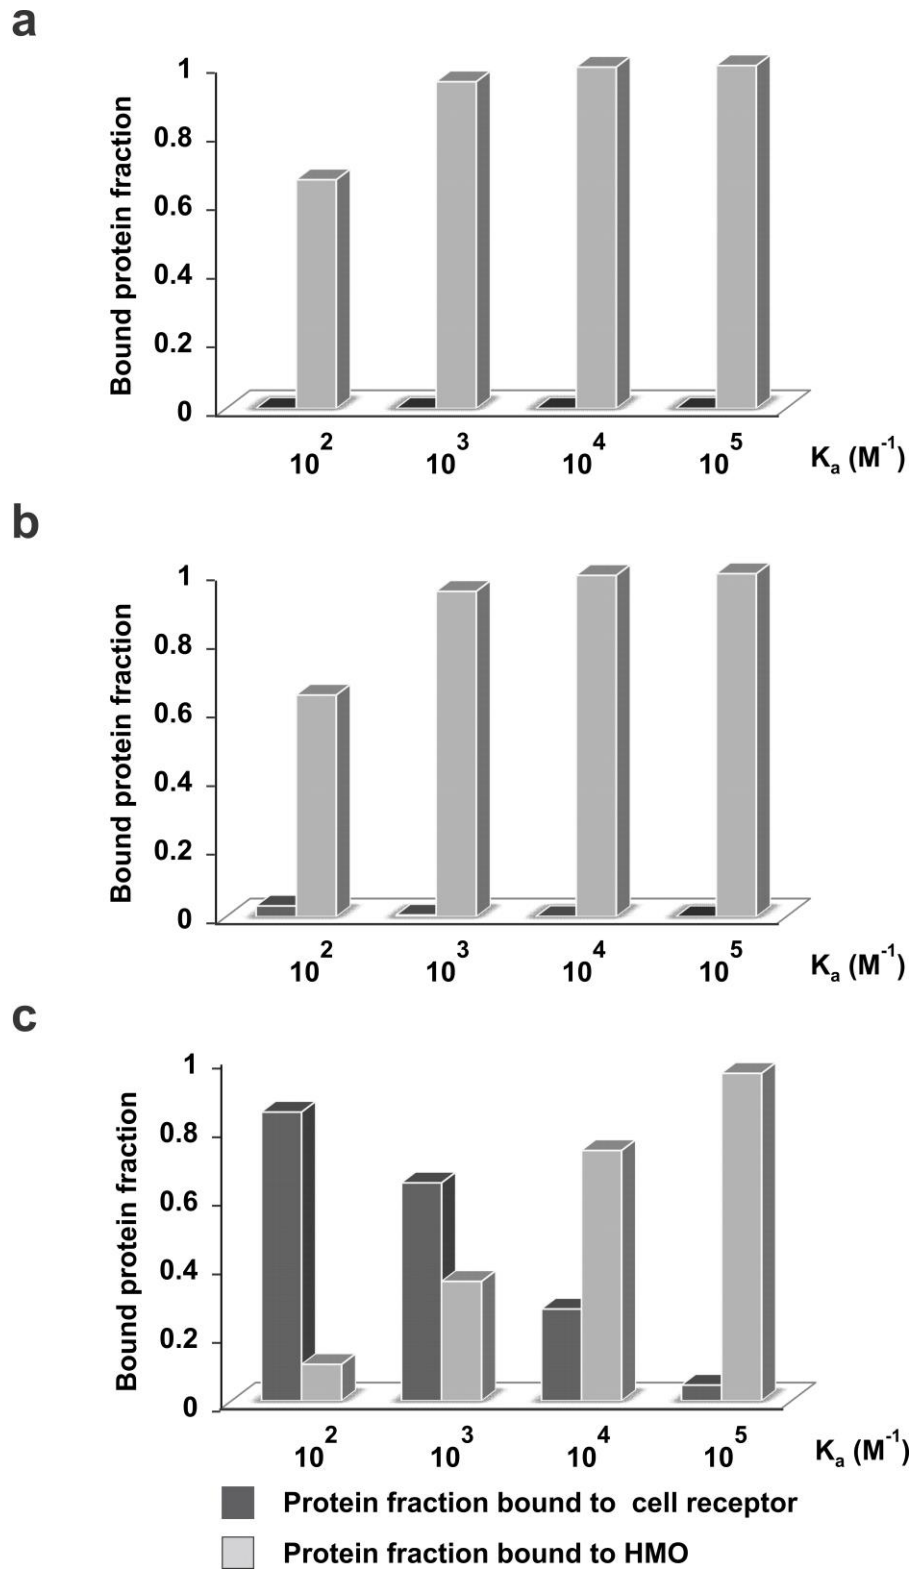 a
Bound protein fraction
1
0.8
0.6
0.4
0.2
0
10^2 10^3 10^4 10^5 K_a (M^-1)
b
Bound protein fraction
1
0.8
0.6
0.4
0.2
0
10^2 10^3 10^4 10^5 K_a (M^-1)
c
Bound protein fraction
1
0.8
0.6
0.4
0.2
0
10^2 10^3 10^4 10^5 K_a (M^-1)
Protein fraction bound to cell receptor
Protein fraction bound to HMO